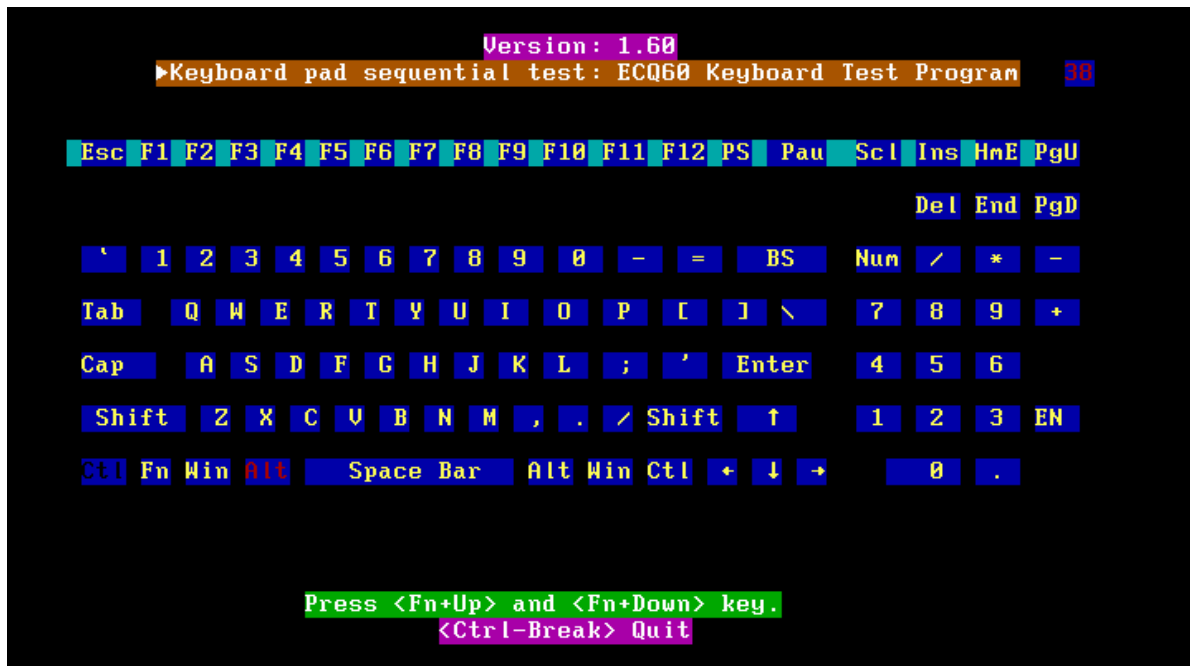 Version: 1.60
►Keyboard pad sequential test: ECQ60 Keyboard Test Program 38
Esc F1 F2 F3 F4 F5 F6 F7 F8 F9 F10 F11 F12 PS Pau Scl Ins HmE PgU
Del End PgD
` 1 2 3 4 5 6 7 8 9 0 - = BS Num / * -
Tab Q W E R T Y U I O P [ ] \ 7 8 9 +
Cap A S D F G H J K L ; ' Enter 4 5 6
Shift Z X C V B N M , . / Shift ↑ 1 2 3 EN
Ctl Fn Win Alt Space Bar Alt Win Ctl ← ↓ → 0 .
Press <Fn+Up> and <Fn+Down> key.
<Ctrl-Break> Quit